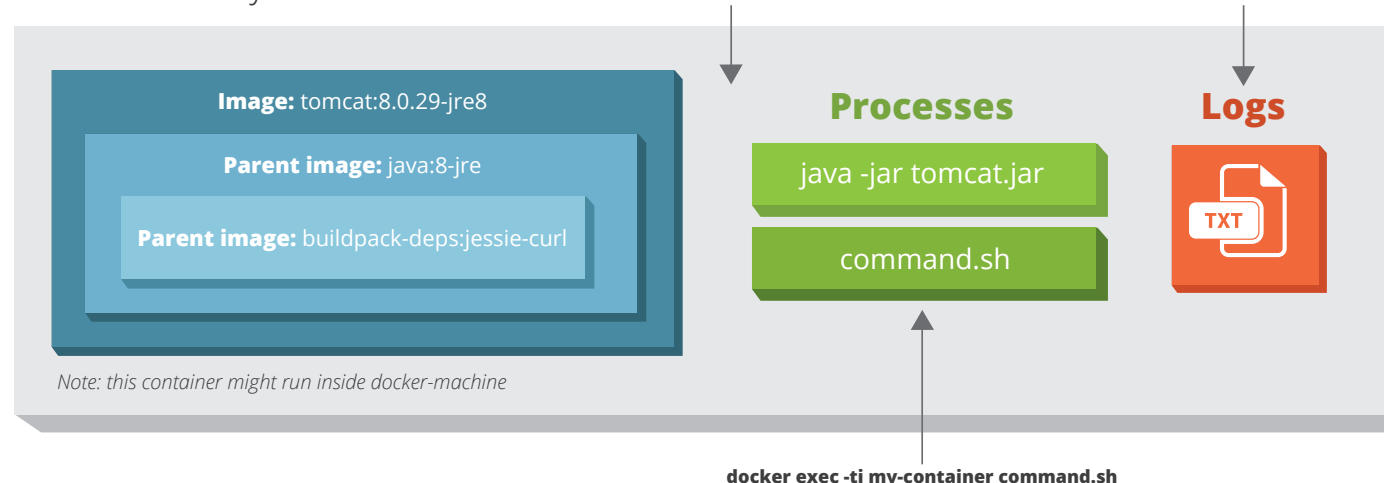 Image: tomcat:8.0.29-jre8
Parent image: java:8-jre
Parent image: buildpack-deps:jessie-curl
Note: this container might run inside docker-machine
Processes
java -jar tomcat.jar
command.sh
Logs
TXT
docker exec -ti my-container command.sh